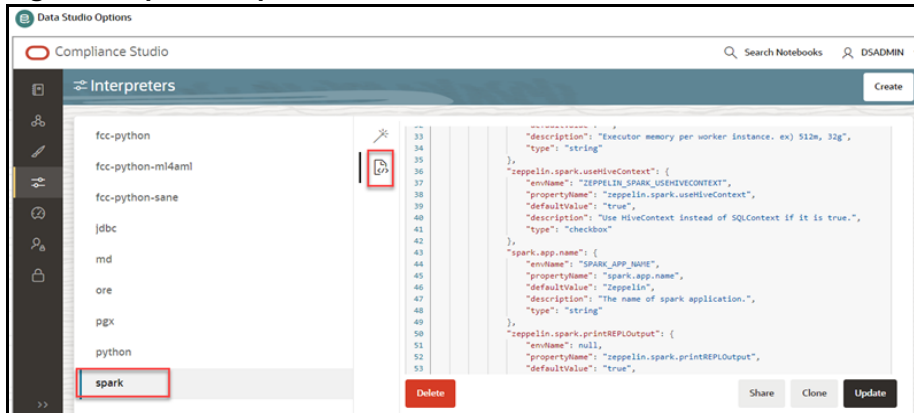 Data Studio Options
Compliance Studio
Search Notebooks
DSADMIN
Interpreters
Create
fcc-python
fcc-python-ml4aml
fcc-python-sane
jdbc
md
ore
pgx
python
spark
33 "description": "Executor memory per worker instance. ex) 512m, 32g",
34 "type": "string"
35 },
36 "zeppelin.spark.useHiveContext": {
37 "envName": "ZEPPELIN_SPARK_USEHIVECONTEXT",
38 "propertyName": "zeppelin.spark.useHiveContext",
39 "defaultValue": "true",
40 "description": "Use HiveContext instead of SQLContext if it is true.",
41 "type": "checkbox"
42 },
43 "spark.app.name": {
44 "envName": "SPARK_APP_NAME",
45 "propertyName": "spark.app.name",
46 "defaultValue": "Zeppelin",
47 "description": "The name of spark application.",
48 "type": "string"
49 },
50 "zeppelin.spark.printREPLOutput": {
51 "envName": null,
52 "propertyName": "zeppelin.spark.printREPLOutput",
53 "defaultValue": "true",
Delete
Share
Clone
Update